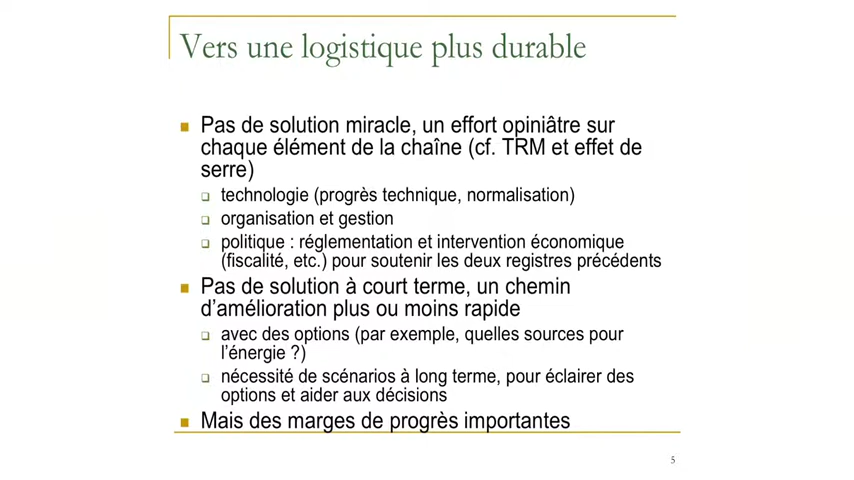 Vers une logistique plus durable
Pas de solution miracle, un effort opiniâtre sur
chaque élément de la chaîne (cf. TRM et effet de
serre)
technologie (progrès technique, normalisation)
organisation et gestion
politique : réglementation et intervention économique
(fiscalité, etc.) pour soutenir les deux registres précédents
Pas de solution à court terme, un chemin
d’amélioration plus ou moins rapide
avec des options (par exemple, quelles sources pour
l’énergie ?)
nécessité de scénarios à long terme, pour éclairer des
options et aider aux décisions
Mais des marges de progrès importantes
5